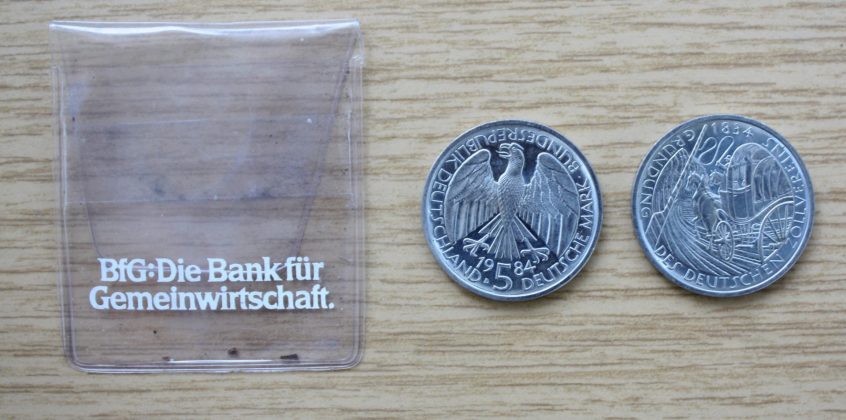 BfG:Die Bank für
Gemeinwirtschaft.
BUNDESREPUBLIK DEUTSCHLAND
1984
5 DEUTSCHE MARK
1834
GRÜNDUNG DES DEUTSCHEN ZOLLVEREINS